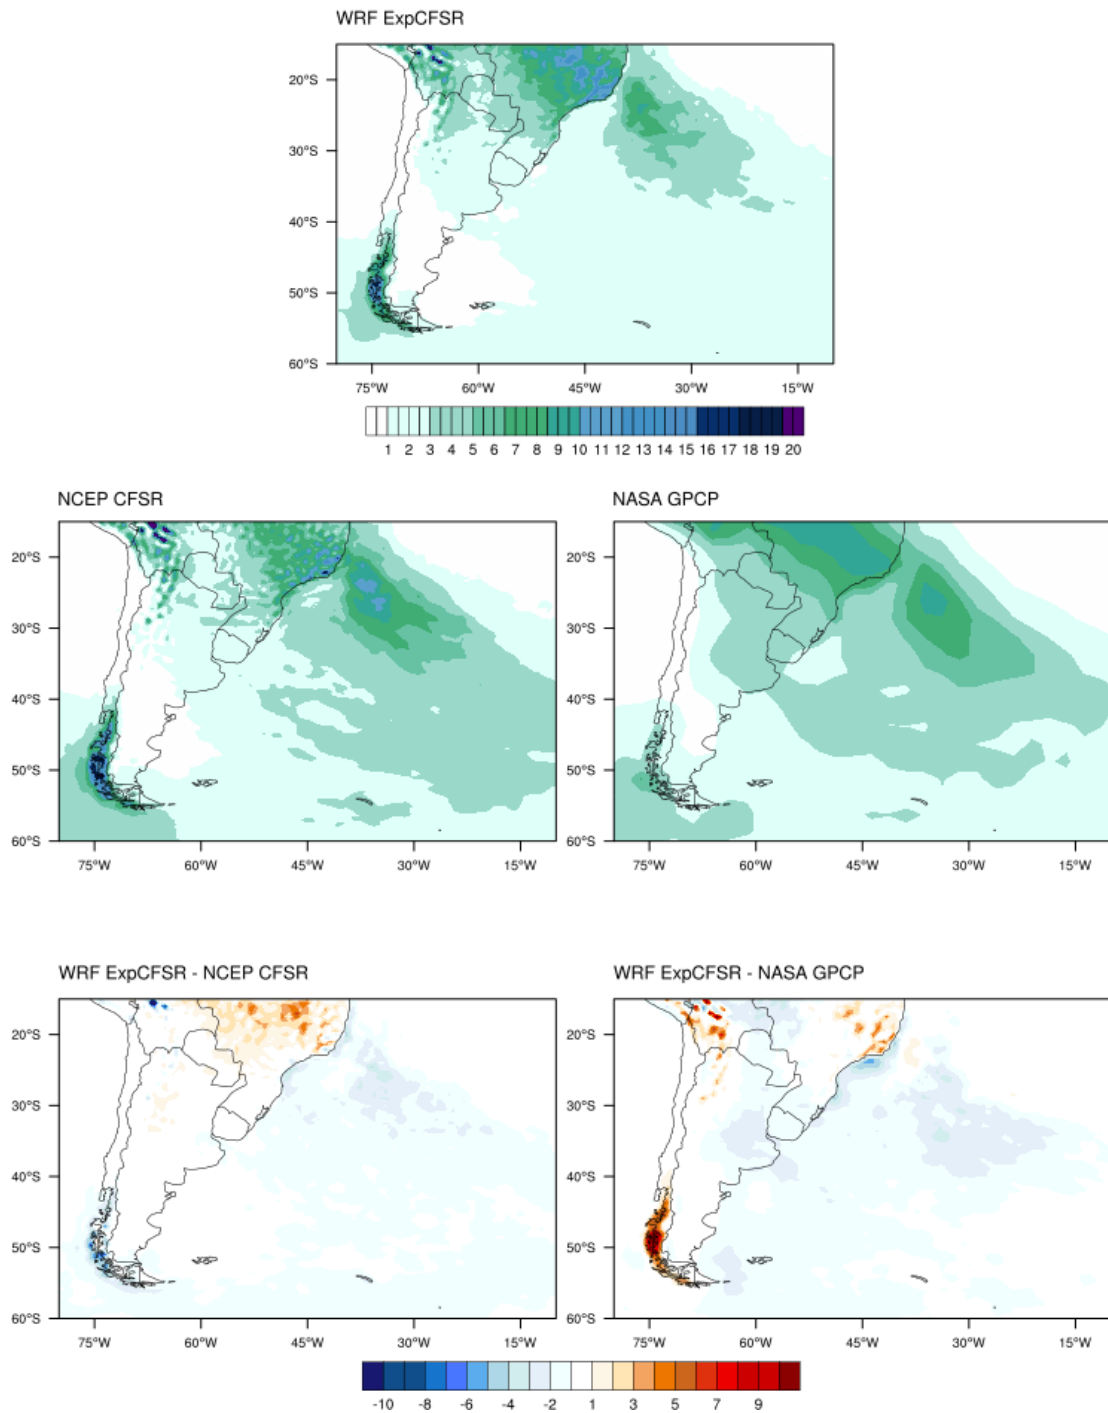 WRF ExpCFSR
20°S
30°S
40°S
50°S
60°S
75°W 60°W 45°W 30°W 15°W
1 2 3 4 5 6 7 8 9 10 11 12 13 14 15 16 17 18 19 20
NCEP CFSR
20°S
30°S
40°S
50°S
60°S
75°W 60°W 45°W 30°W 15°W
NASA GPCP
20°S
30°S
40°S
50°S
60°S
75°W 60°W 45°W 30°W 15°W
WRF ExpCFSR - NCEP CFSR
20°S
30°S
40°S
50°S
60°S
75°W 60°W 45°W 30°W 15°W
WRF ExpCFSR - NASA GPCP
20°S
30°S
40°S
50°S
60°S
75°W 60°W 45°W 30°W 15°W
-10 -8 -6 -4 -2 1 3 5 7 9